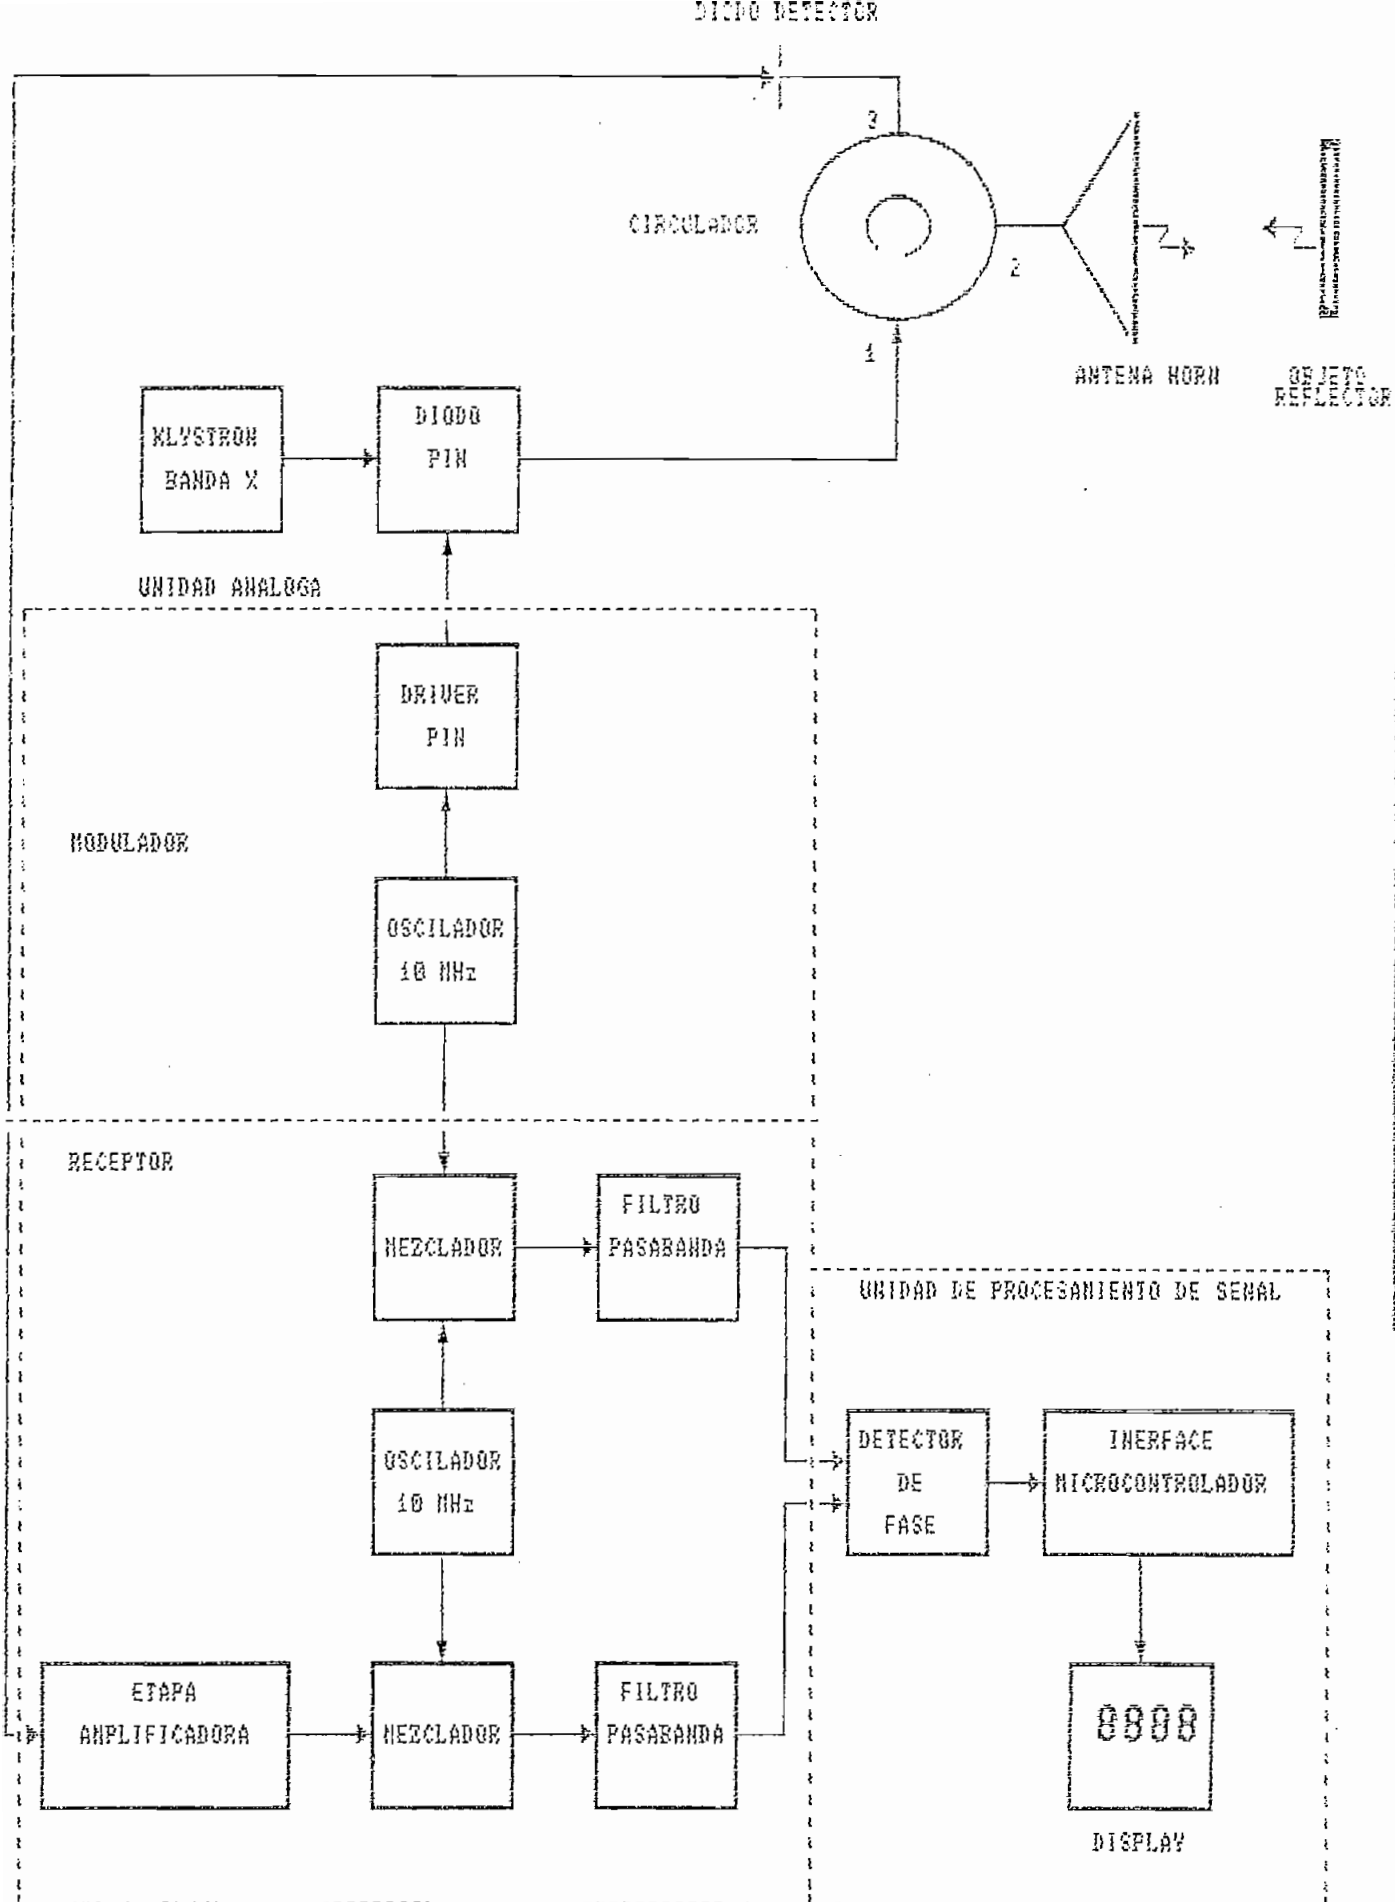 DIODO DETECTOR
3
CIRCULADOR
2
1
ANTENA HORN
OBJETO
REFLECTOR
KLYSTRON
BANDA X
DIODO
PIN
UNIDAD ANALOGA
DRIVER
PIN
MODULADOR
OSCILADOR
10 MHz
RECEPTOR
MEZCLADOR
FILTRO
PASABANDA
UNIDAD DE PROCESAMIENTO DE SENAL
OSCILADOR
10 MHz
DETECTOR
DE
FASE
INERFACE
MICROCONTROLADOR
ETAPA
AMPLIFICADORA
MEZCLADOR
FILTRO
PASABANDA
8888
DISPLAY